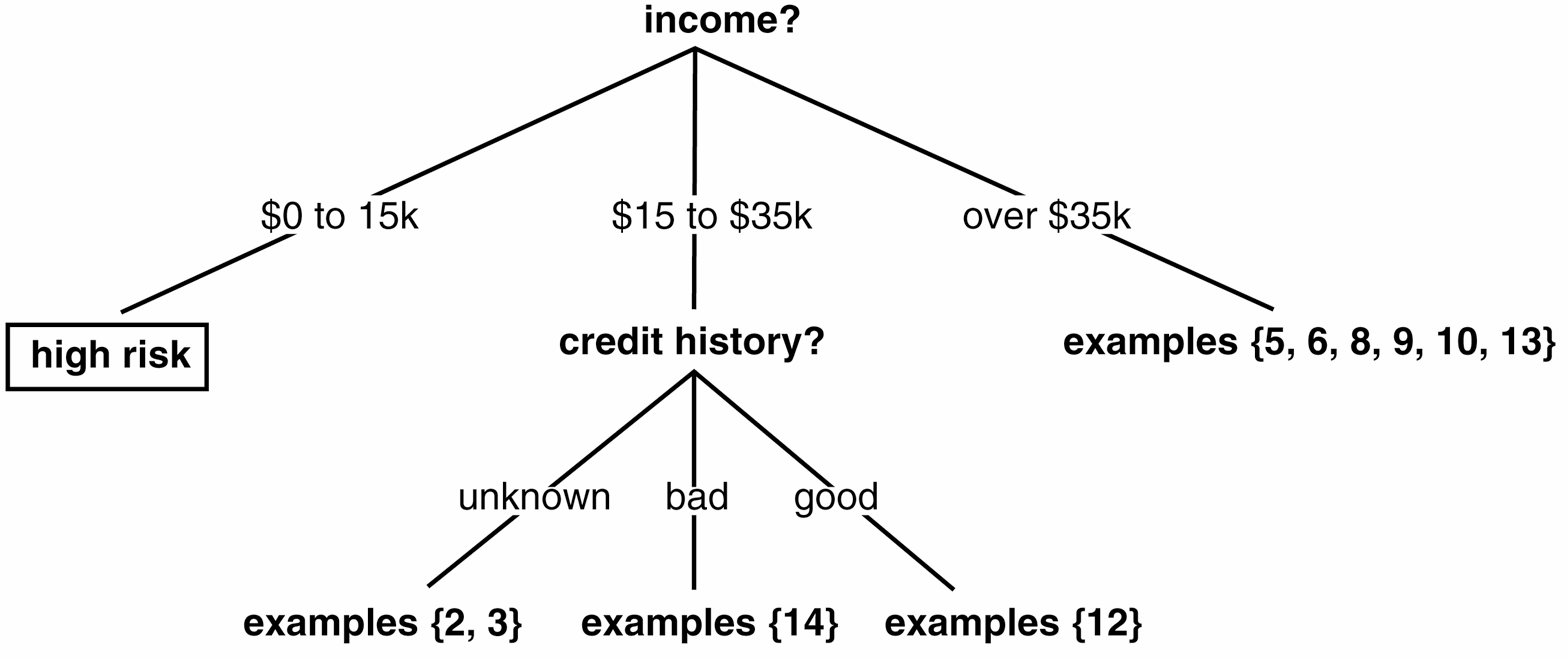 income?
$0 to 15k
$15 to $35k
over $35k
high risk
credit history?
examples {5, 6, 8, 9, 10, 13}
unknown
bad
good
examples {2, 3}
examples {14}
examples {12}